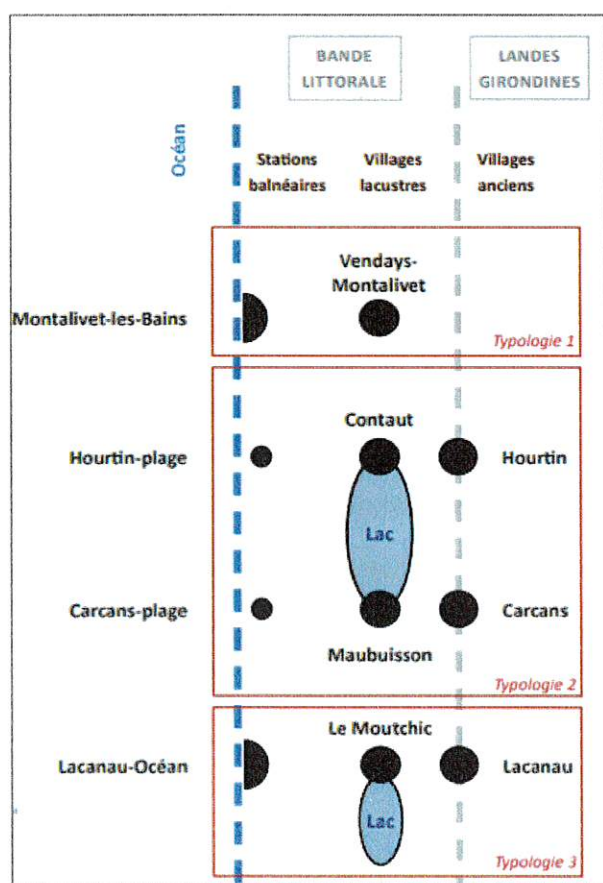 BANDE
LITTORALE
LANDES
GIRONDINES
Océan
Stations
balnéaires
Villages
lacustres
Villages
anciens
Vendays-
Montalivet
Montalivet-les-Bains
Typologie 1
Contaut
Hourtin-plage
Hourtin
Lac
Carcans-plage
Carcans
Maubuisson
Typologie 2
Le Moutchic
Lacanau-Océan
Lacanau
Lac
Typologie 3